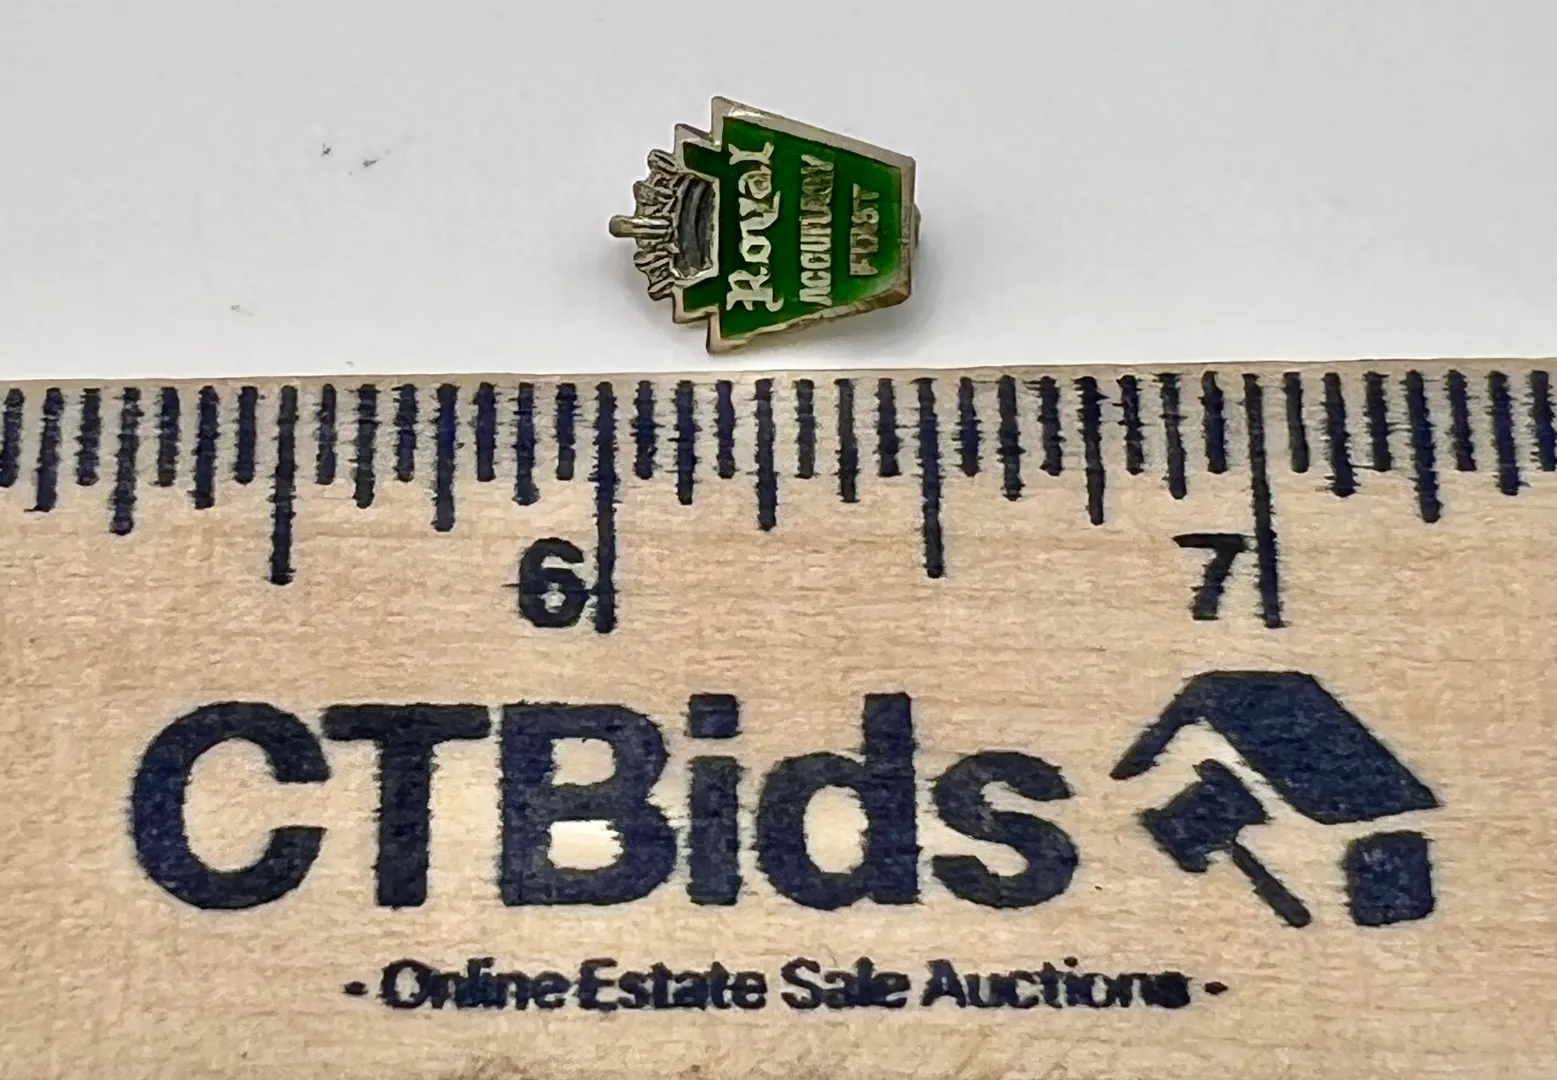 Royal
ACCURACY
FIRST
6 7
CTBids
- Online Estate Sale Auctions -